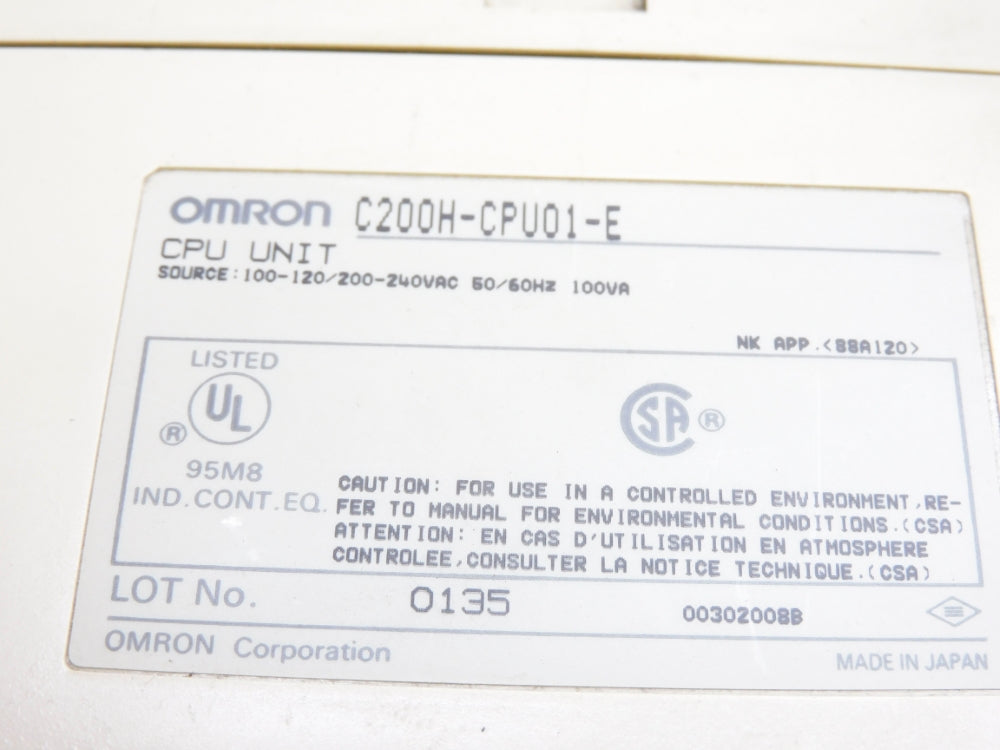 OMRON C200H-CPU01-E
CPU UNIT
SOURCE:100-120/200-240VAC 50/60Hz 100VA
NK APP.<88A120>
LISTED
UL
®
CSA ®
95M8
IND.CONT.EQ.
CAUTION: FOR USE IN A CONTROLLED ENVIRONMENT,RE-
FER TO MANUAL FOR ENVIRONMENTAL CONDITIONS.(CSA)
ATTENTION: EN CAS D'UTILISATION EN ATMOSPHERE
CONTROLEE,CONSULTER LA NOTICE TECHNIQUE.(CSA)
LOT No. 0135 00302008B
OMRON Corporation
MADE IN JAPAN